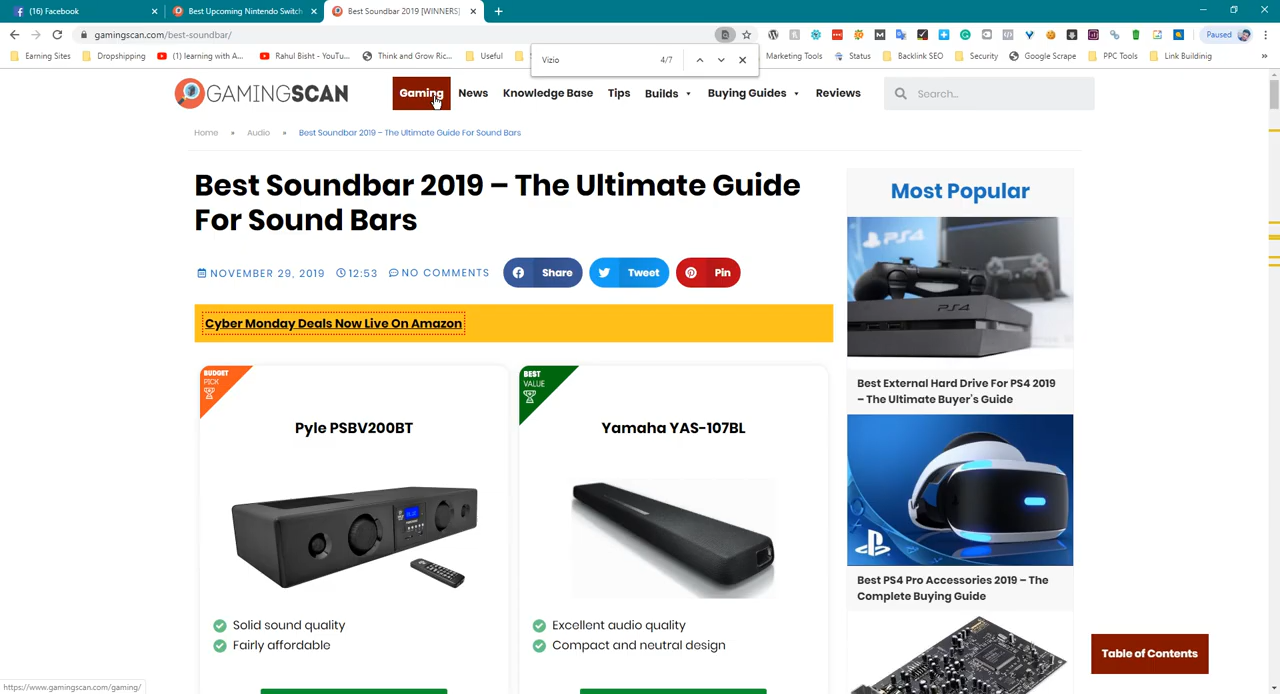 (16) Facebook
Best Upcoming Nintendo Switch
Best Soundbar 2019 [WINNERS]
gamingscan.com/best-soundbar/
Paused
Earning Sites
Dropshipping
(1) learning with A...
Rahul Bisht - YouTu...
Think and Grow Ric...
Useful
Marketing Tools
Status
Backlink SEO
Security
Google Scrape
PPC Tools
Link Building
Vizio
4/7
GAMINGSCAN
Gaming
News
Knowledge Base
Tips
Builds
Buying Guides
Reviews
Search...
Home » Audio » Best Soundbar 2019 – The Ultimate Guide For Sound Bars
Best Soundbar 2019 – The Ultimate Guide
For Sound Bars
NOVEMBER 29, 2019
12:53
NO COMMENTS
Share
Tweet
Pin
Cyber Monday Deals Now Live On Amazon
BUDGET
PICK
Pyle PSBV200BT
Solid sound quality
Fairly affordable
BEST
VALUE
Yamaha YAS-107BL
Excellent audio quality
Compact and neutral design
Most Popular
PS4
PS4
Best External Hard Drive For PS4 2019
– The Ultimate Buyer's Guide
Best PS4 Pro Accessories 2019 – The
Complete Buying Guide
Table of Contents
https://www.gamingscan.com/gaming/